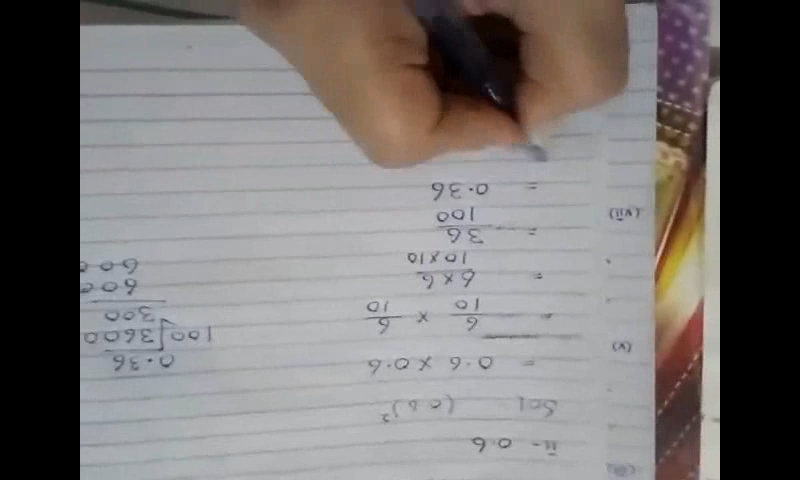 ii- 0.6
Sol (0.6)²
= 0.6 × 0.6
= 6/10 × 6/10
= 6×6
10×10
= 36/100
= 0.36
0.36
100√3600
300
600
600
(v)
(vii)